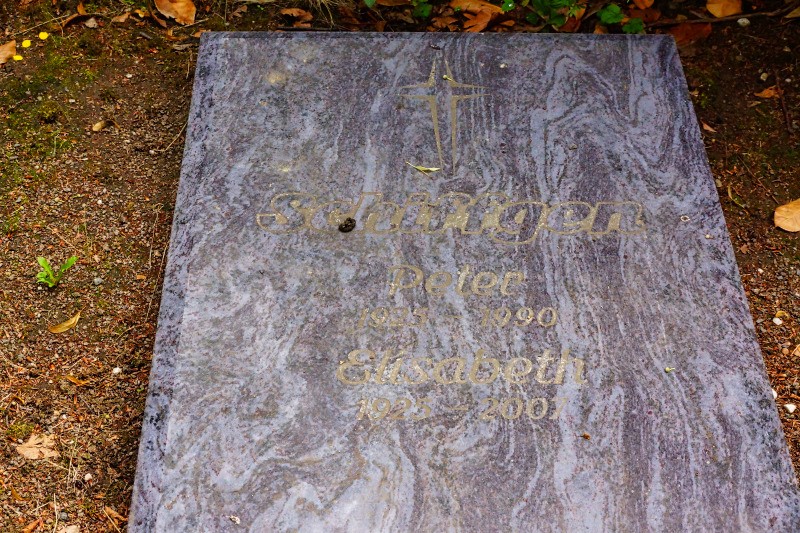 Peter
- 1990
Elisabeth
1923 - 2007